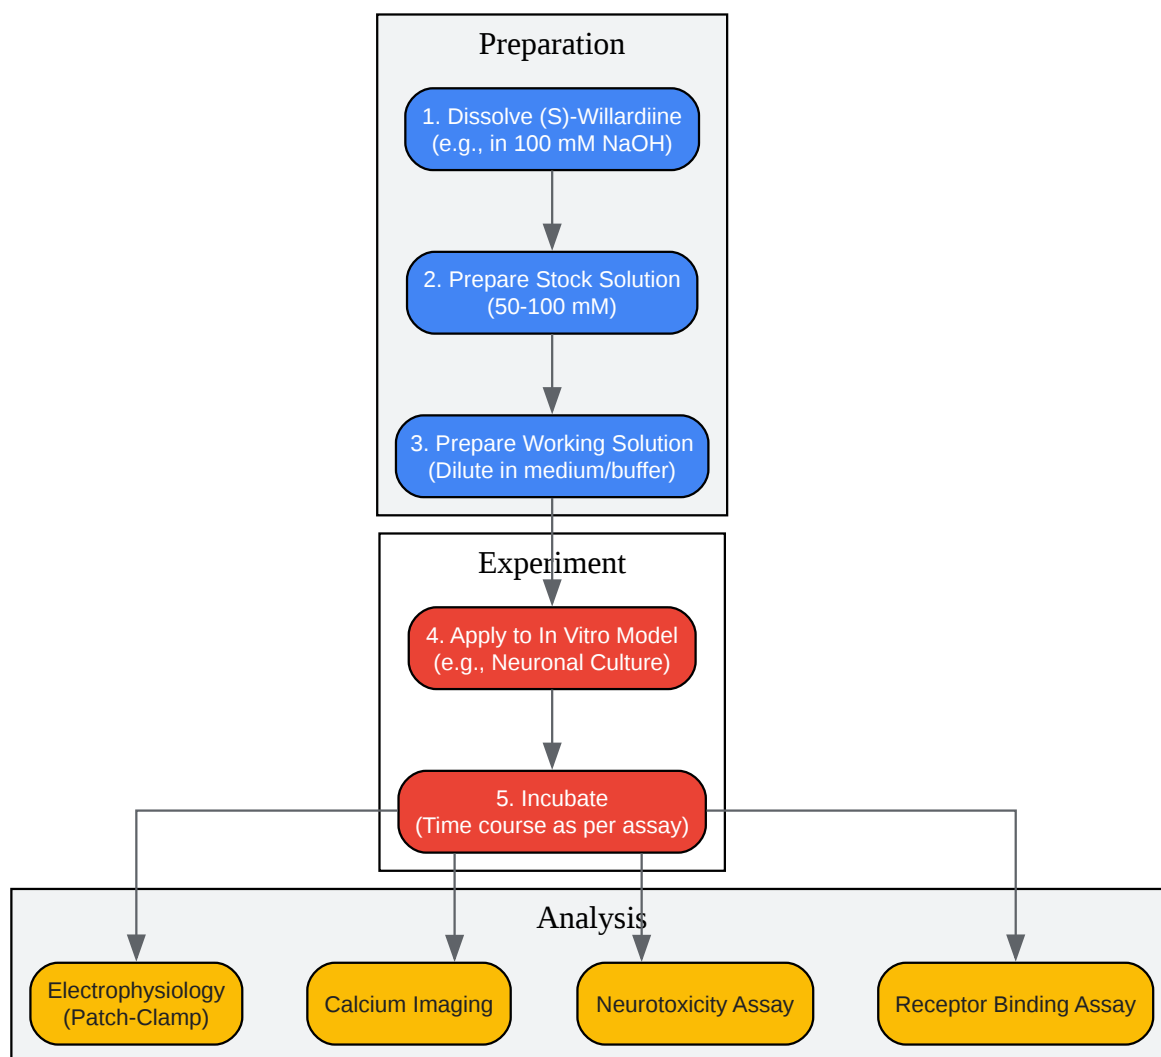 Preparation
1. Dissolve (S)-Willardiine
(e.g., in 100 mM NaOH)
2. Prepare Stock Solution
(50-100 mM)
3. Prepare Working Solution
(Dilute in medium/buffer)
Experiment
4. Apply to In Vitro Model
(e.g., Neuronal Culture)
5. Incubate
(Time course as per assay)
Analysis
Electrophysiology
(Patch-Clamp)
Calcium Imaging
Neurotoxicity Assay
Receptor Binding Assay